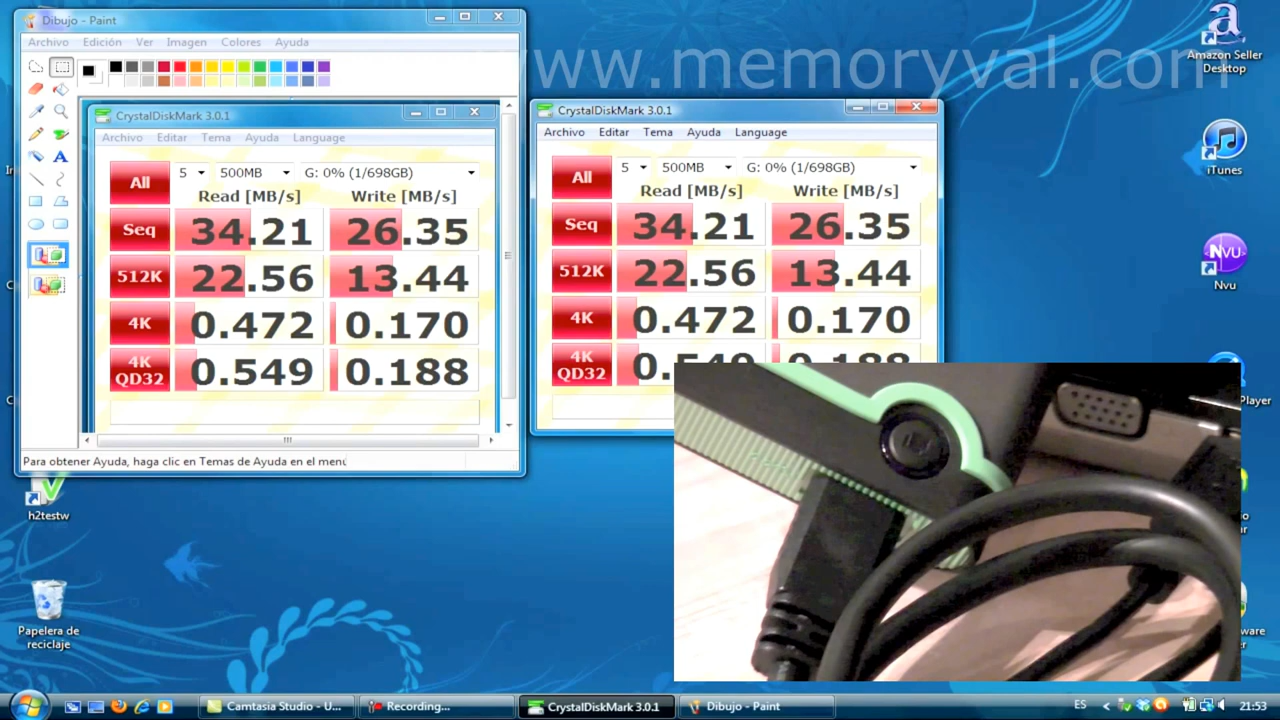 Dibujo - Paint
Archivo Edición Ver Imagen Colores Ayuda
www.memoryval.com
Amazon Seller
Desktop
CrystalDiskMark 3.0.1
Archivo Editar Tema Ayuda Language
All 5 500MB G: 0% (1/698GB)
Read [MB/s] Write [MB/s]
Seq 34.21 26.35
512K 22.56 13.44
4K 0.472 0.170
4K
QD32 0.549 0.188
CrystalDiskMark 3.0.1
Archivo Editar Tema Ayuda Language
All 5 500MB G: 0% (1/698GB)
Read [MB/s] Write [MB/s]
Seq 34.21 26.35
512K 22.56 13.44
4K 0.472 0.170
4K
QD32 0.549 0.188
iTunes
NVU
Nvu
Player
Para obtener Ayuda, haga clic en Temas de Ayuda en el menú
h2testw
Papelera de
reciclaje
Camtasia Studio - U...
Recording...
CrystalDiskMark 3.0.1
Dibujo - Paint
ES
21:53